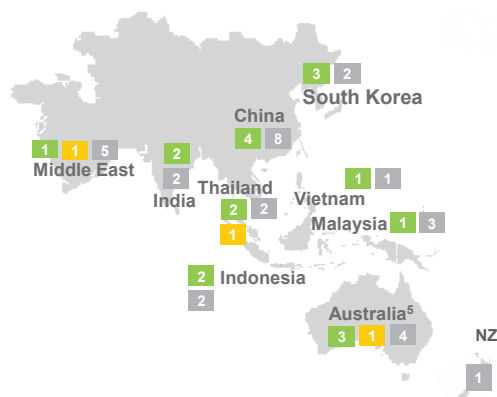 3 2
South Korea
China
4 8
1 1 5
Middle East
2
2
India
Thailand
2 2
1
1 1
Vietnam
Malaysia 1 3
2 Indonesia
2
Australia5
3 1 4
NZ
1